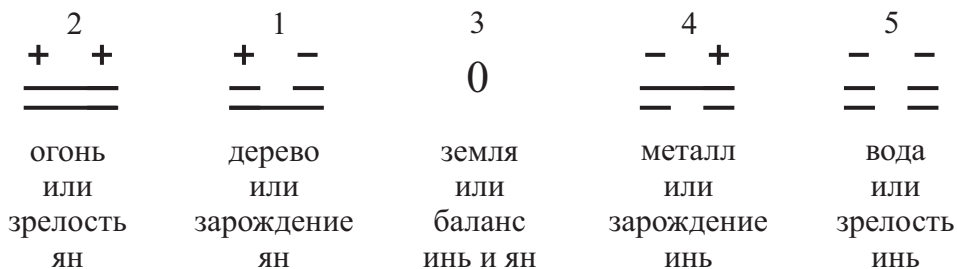 2 1 3 4 5
+ + + − − + − −
0
огонь дерево земля металл вода
или или или или или
зрелость зарождение баланс зарождение зрелость
ян ян инь и ян инь инь